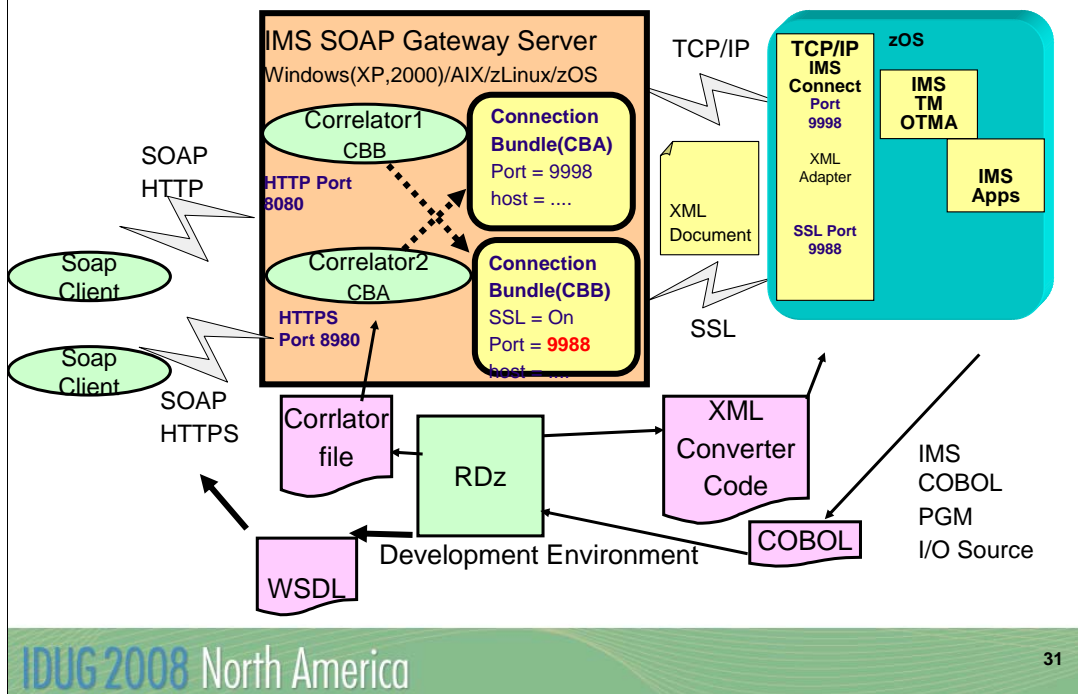 IMS SOAP Gateway Server
Windows(XP,2000)/AIX/zLinux/zOS
Correlator1
CBB
HTTP Port
8080
Connection
Bundle(CBA)
Port = 9998
host = ....
Correlator2
CBA
HTTPS
Port 8980
Connection
Bundle(CBB)
SSL = On
Port = 9988
host = ....
SOAP
HTTP
Soap
Client
Soap
Client
SOAP
HTTPS
TCP/IP
XML
Document
SSL
zOS
TCP/IP
IMS
Connect
Port
9998
XML
Adapter
SSL Port
9988
IMS
TM
OTMA
IMS
Apps
Corrlator
file
RDz
XML
Converter
Code
COBOL
IMS
COBOL
PGM
I/O Source
Development Environment
WSDL
IDUG 2008 North America
31